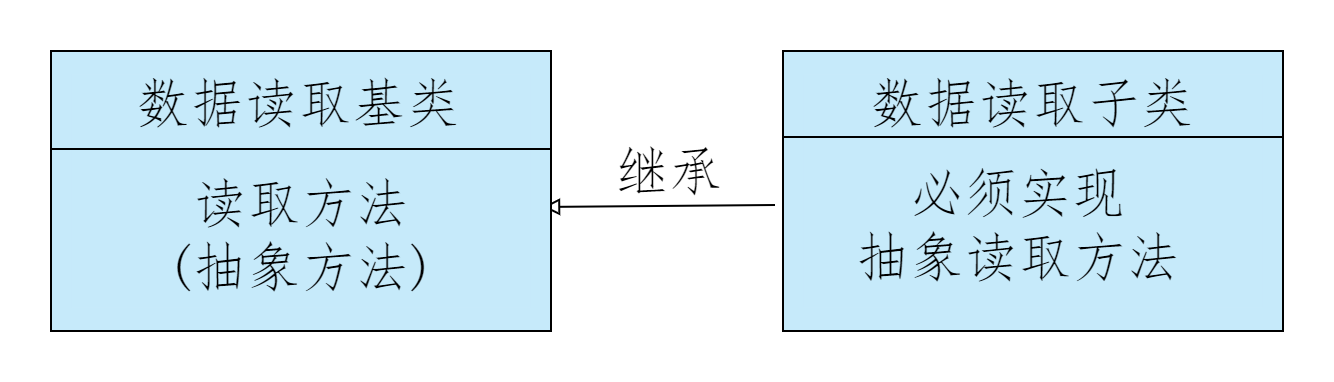 数据读取基类
读取方法
(抽象方法)
继承
数据读取子类
必须实现
抽象读取方法